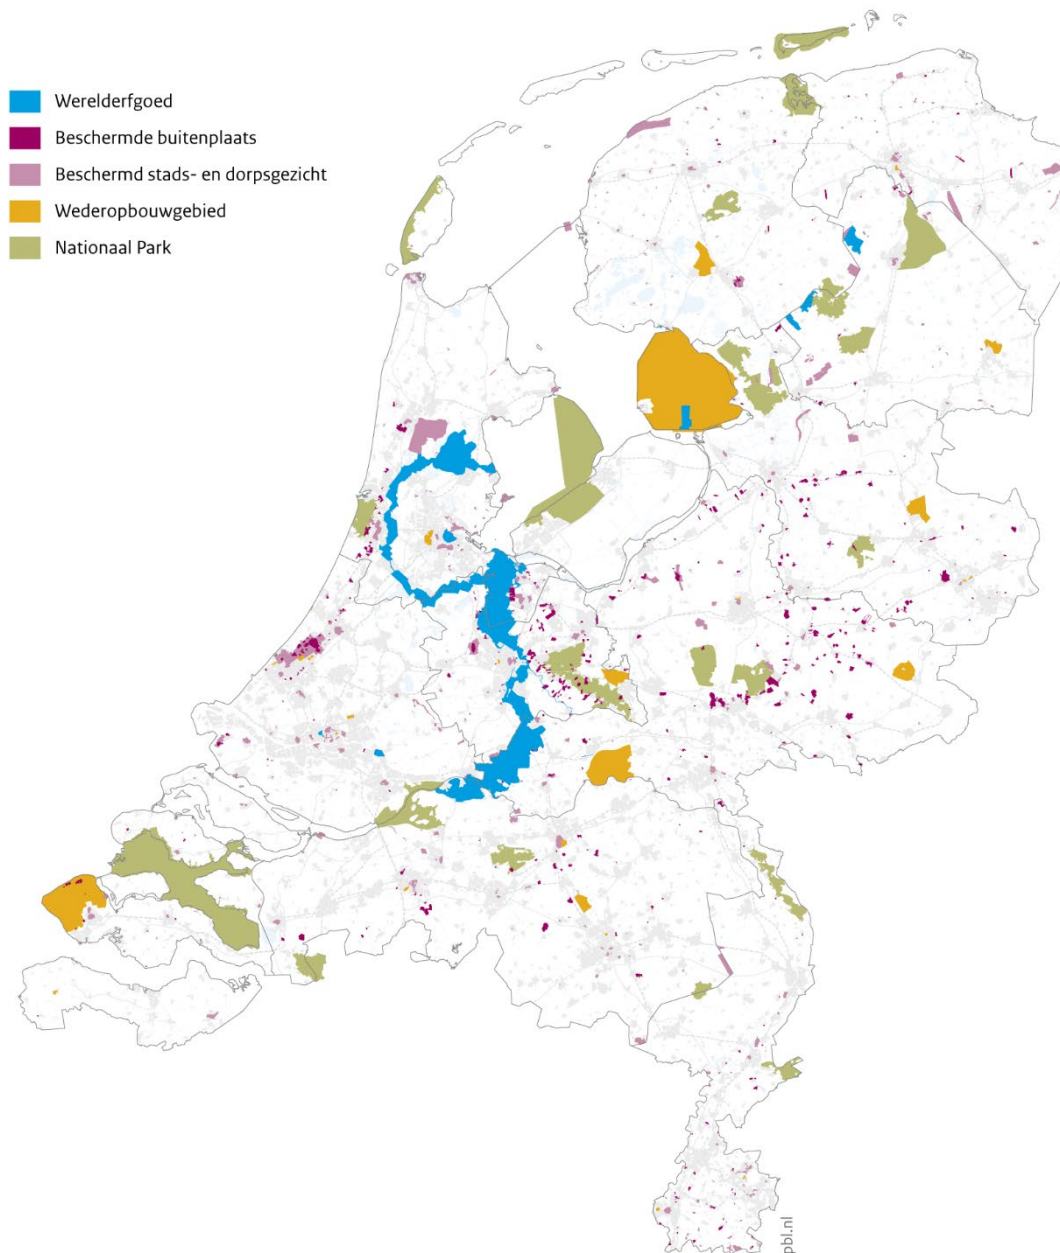 Werelderfgoed
Beschermde buitenplaats
Beschermd stads- en dorpsgezicht
Wederopbouwgebied
Nationaal Park
pbl.nl